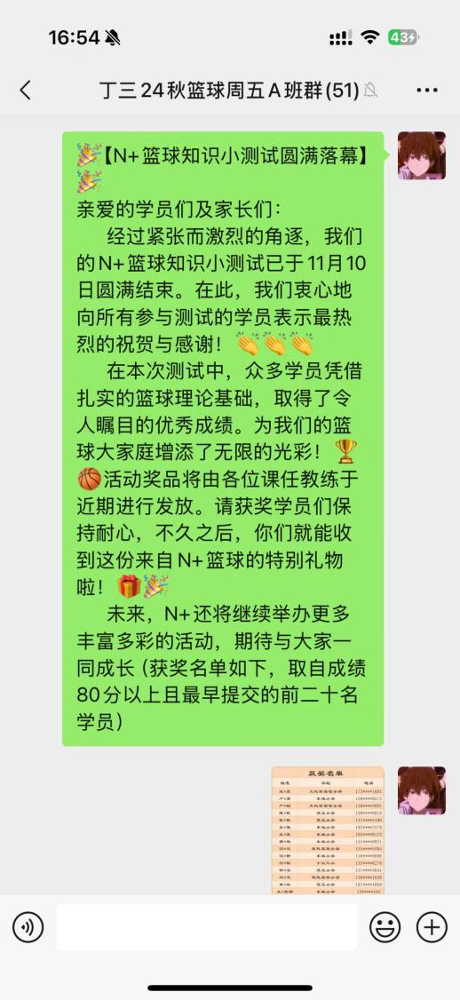 16:54
43
丁三24秋篮球周五A班群(51)
🎉【N+篮球知识小测试圆满落幕】
🎉
亲爱的学员们及家长们：
经过紧张而激烈的角逐，我们
的N+篮球知识小测试已于11月10
日圆满结束。在此，我们衷心地
向所有参与测试的学员表示最热
烈的祝贺与感谢！👏👏👏
在本次测试中，众多学员凭借
扎实的篮球理论基础，取得了令
人瞩目的优秀成绩。为我们的篮
球大家庭增添了无限的光彩！🏆
🏀活动奖品将由各位课任教练于
近期进行发放。请获奖学员们保
持耐心，不久之后，你们就能收
到这份来自N+篮球的特别礼物
啦！🎁🎉
未来，N+还将继续举办更多
丰富多彩的活动，期待与大家一
同成长（获奖名单如下，取自成绩
80分以上且最早提交的前二十名
学员）
获奖名单
姓名 学校 电话